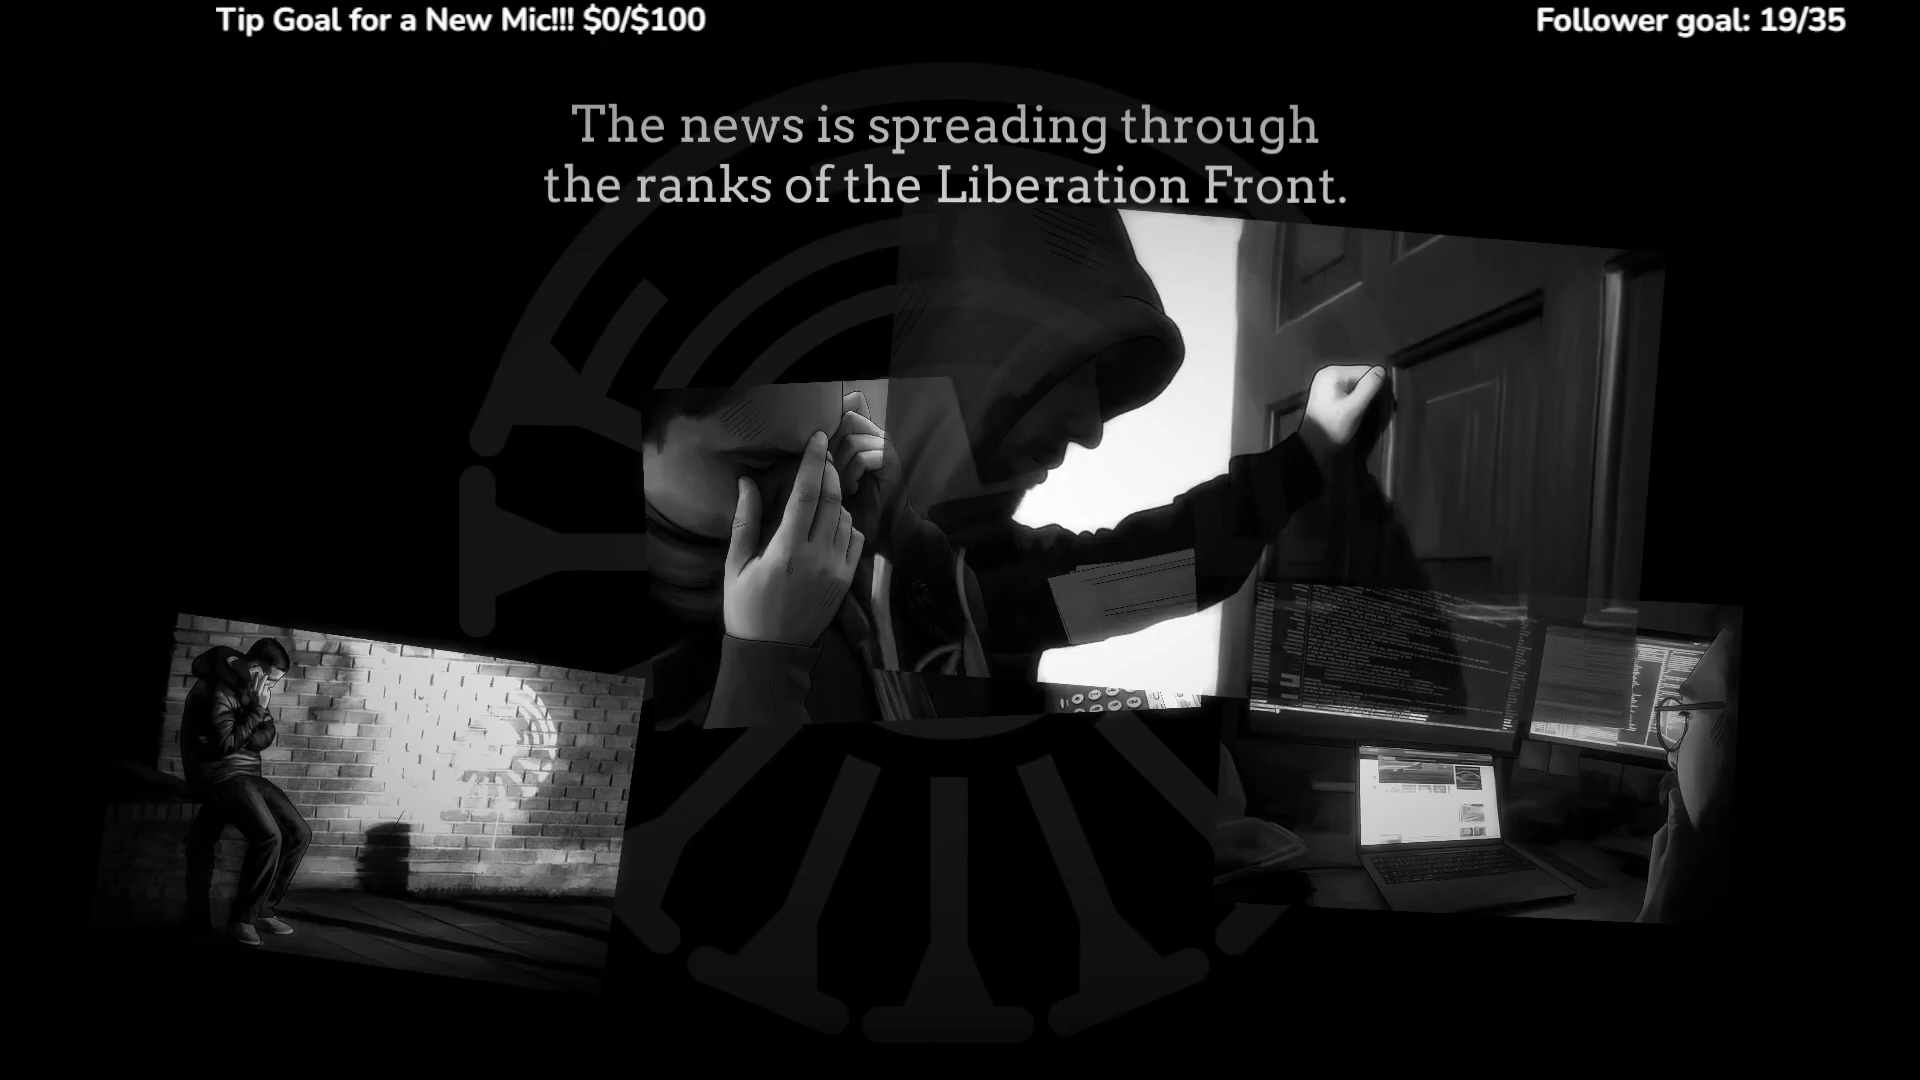 Tip Goal for a New Mic!!! $0/$100
Follower goal: 19/35
The news is spreading through
the ranks of the Liberation Front.